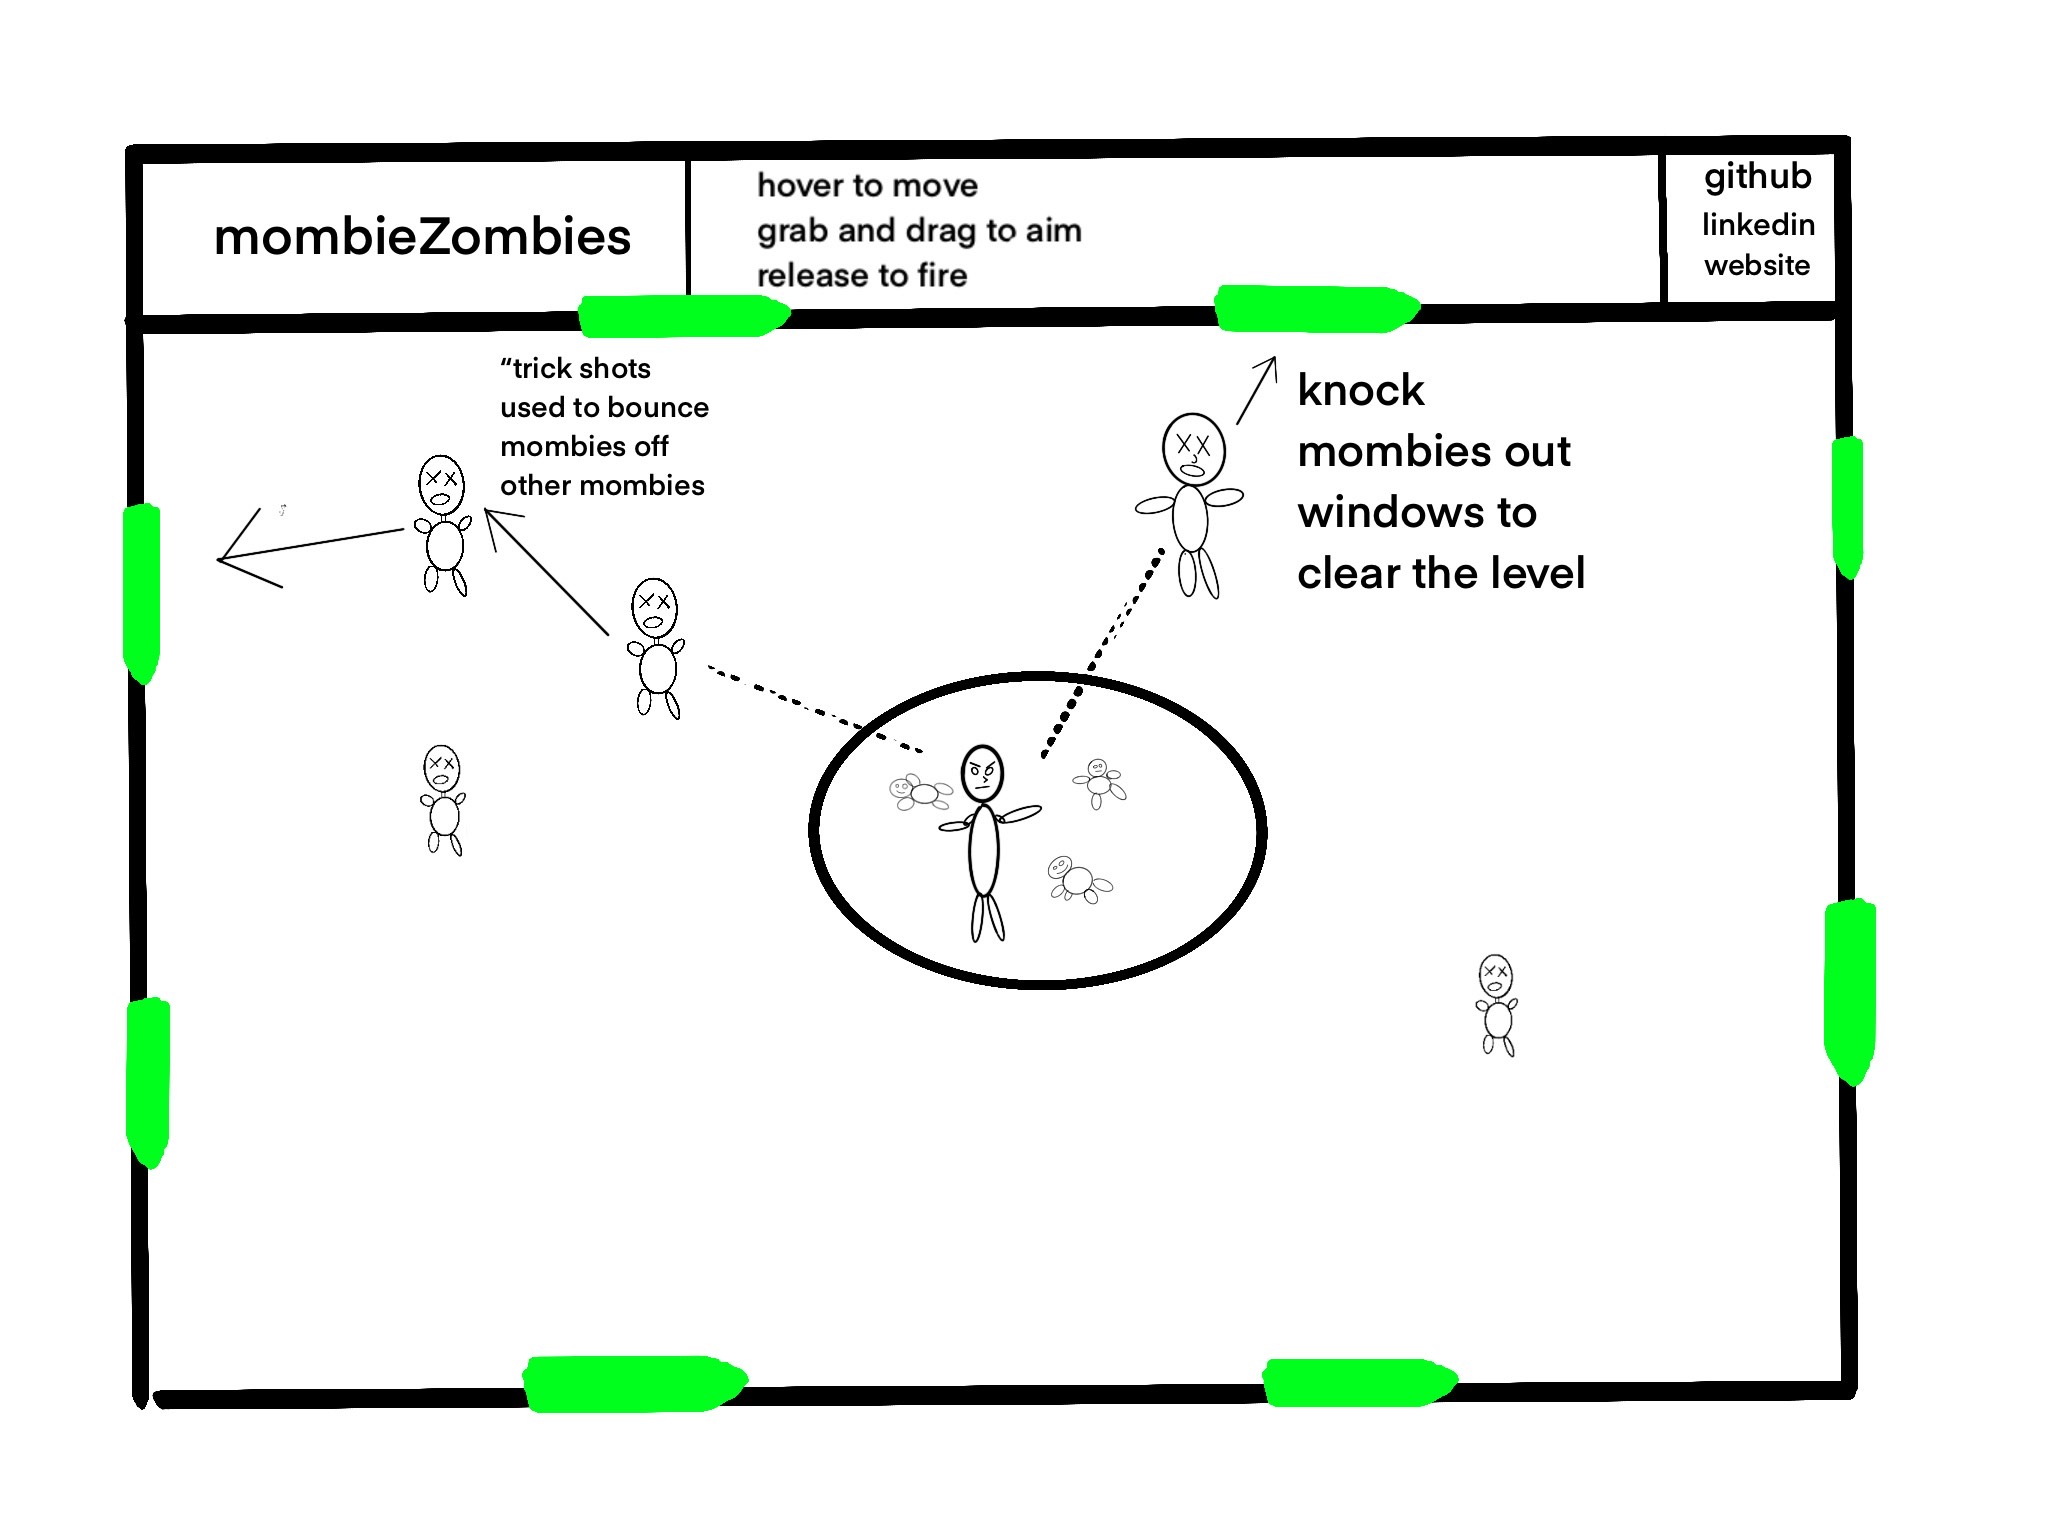 mombieZombies
hover to move
grab and drag to aim
release to fire
github
linkedin
website
“trick shots
used to bounce
mombies off
other mombies
knock
mombies out
windows to
clear the level